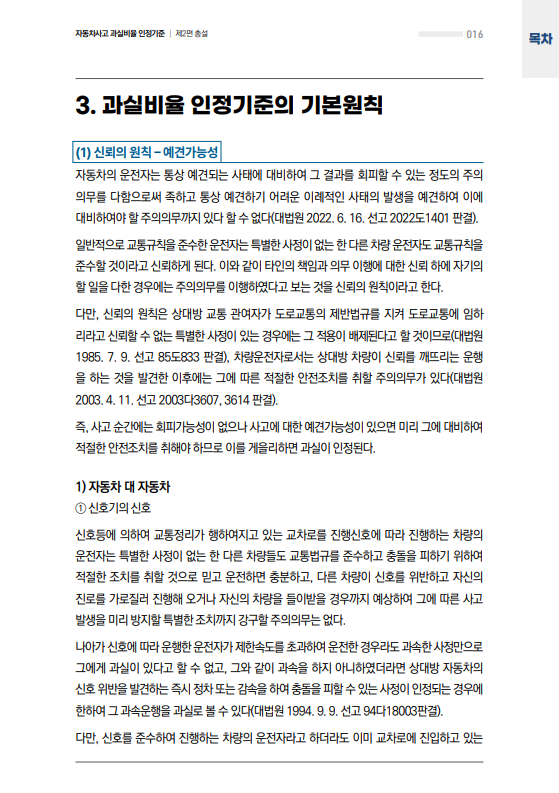 자동차사고 과실비율 인정기준 | 제2편 총설
016
목차
3. 과실비율 인정기준의 기본원칙
(1) 신뢰의 원칙 – 예견가능성
자동차의 운전자는 통상 예견되는 사태에 대비하여 그 결과를 회피할 수 있는 정도의 주의
의무를 다함으로써 족하고 통상 예견하기 어려운 이례적인 사태의 발생을 예견하여 이에
대비하여야 할 주의의무까지 있다 할 수 없다(대법원 2022. 6. 16. 선고 2022도1401 판결).
일반적으로 교통규칙을 준수한 운전자는 특별한 사정이 없는 한 다른 차량 운전자도 교통규칙을
준수할 것이라고 신뢰하게 된다. 이와 같이 타인의 책임과 의무 이행에 대한 신뢰 하에 자기의
할 일을 다한 경우에는 주의의무를 이행하였다고 보는 것을 신뢰의 원칙이라고 한다.
다만, 신뢰의 원칙은 상대방 교통 관여자가 도로교통의 제반법규를 지켜 도로교통에 임하
리라고 신뢰할 수 없는 특별한 사정이 있는 경우에는 그 적용이 배제된다고 할 것이므로(대법원
1985. 7. 9. 선고 85도833 판결), 차량운전자로서는 상대방 차량이 신뢰를 깨뜨리는 운행
을 하는 것을 발견한 이후에는 그에 따른 적절한 안전조치를 취할 주의의무가 있다(대법원
2003. 4. 11. 선고 2003다3607, 3614 판결).
즉, 사고 순간에는 회피가능성이 없으나 사고에 대한 예견가능성이 있으면 미리 그에 대비하여
적절한 안전조치를 취해야 하므로 이를 게을리하면 과실이 인정된다.
1) 자동차 대 자동차
① 신호기의 신호
신호등에 의하여 교통정리가 행하여지고 있는 교차로를 진행신호에 따라 진행하는 차량의
운전자는 특별한 사정이 없는 한 다른 차량들도 교통법규를 준수하고 충돌을 피하기 위하여
적절한 조치를 취할 것으로 믿고 운전하면 충분하고, 다른 차량이 신호를 위반하고 자신의
진로를 가로질러 진행해 오거나 자신의 차량을 들이받을 경우까지 예상하여 그에 따른 사고
발생을 미리 방지할 특별한 조치까지 강구할 주의의무는 없다.
나아가 신호에 따라 운행한 운전자가 제한속도를 초과하여 운전한 경우라도 과속한 사정만으로
그에게 과실이 있다고 할 수 없고, 그와 같이 과속을 하지 아니하였더라면 상대방 자동차의
신호 위반을 발견하는 즉시 정차 또는 감속을 하여 충돌을 피할 수 있는 사정이 인정되는 경우에
한하여 그 과속운행을 과실로 볼 수 있다(대법원 1994. 9. 9. 선고 94다18003판결).
다만, 신호를 준수하여 진행하는 차량의 운전자라고 하더라도 이미 교차로에 진입하고 있는